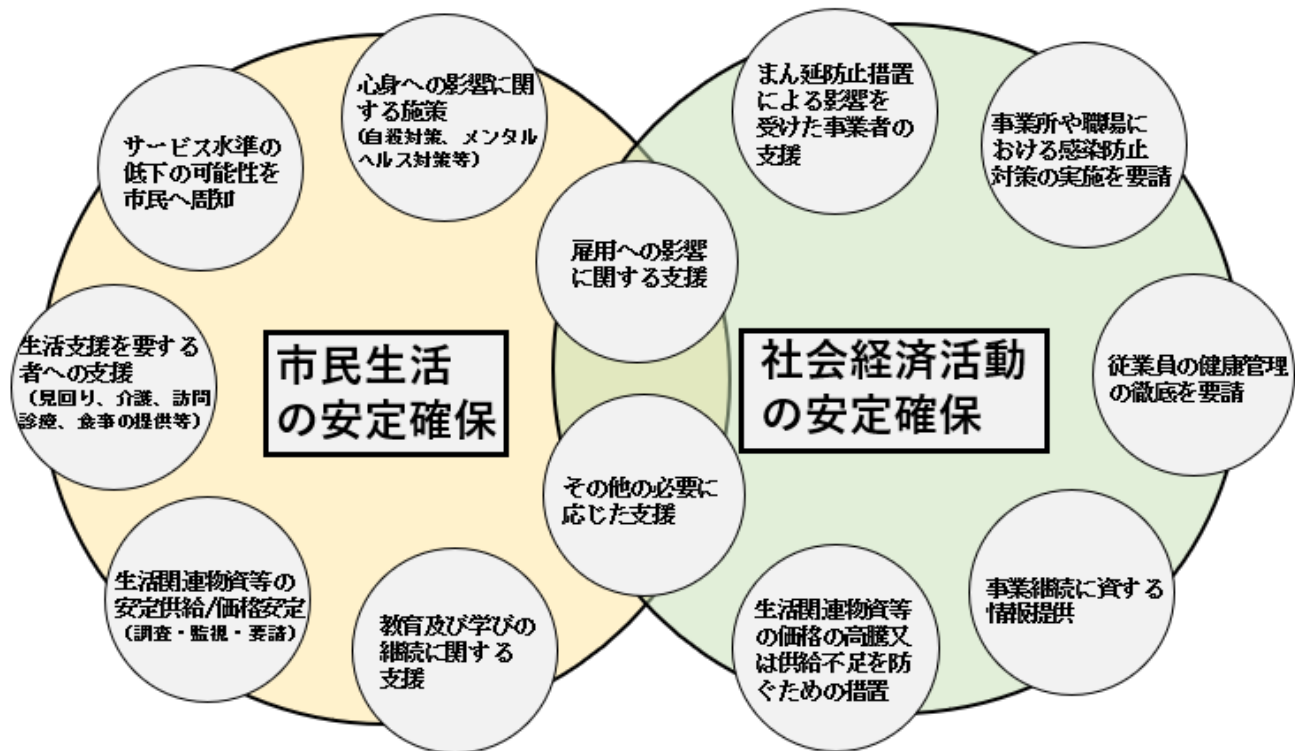 心身への影響に関
する施策
(自殺対策、メンタル
ヘルス対策等)
サービス水準の
低下の可能性を
市民へ周知
生活支援を要する
者への支援
(見回り、介護、訪問
診療、食事の提供等)
生活関連物資等の
安定供給/価格安定
(調査・監視・要請)
教育及び学びの
継続に関する
支援
市民生活
の安定確保
雇用への影響
に関する支援
その他の必要に
応じた支援
社会経済活動
の安定確保
まん延防止措置
による影響を
受けた事業者の
支援
事業所や職場に
おける感染防止
対策の実施を要請
従業員の健康管理
の徹底を要請
事業継続に資する
情報提供
生活関連物資等
の価格の高騰又
は供給不足を防
ぐための措置